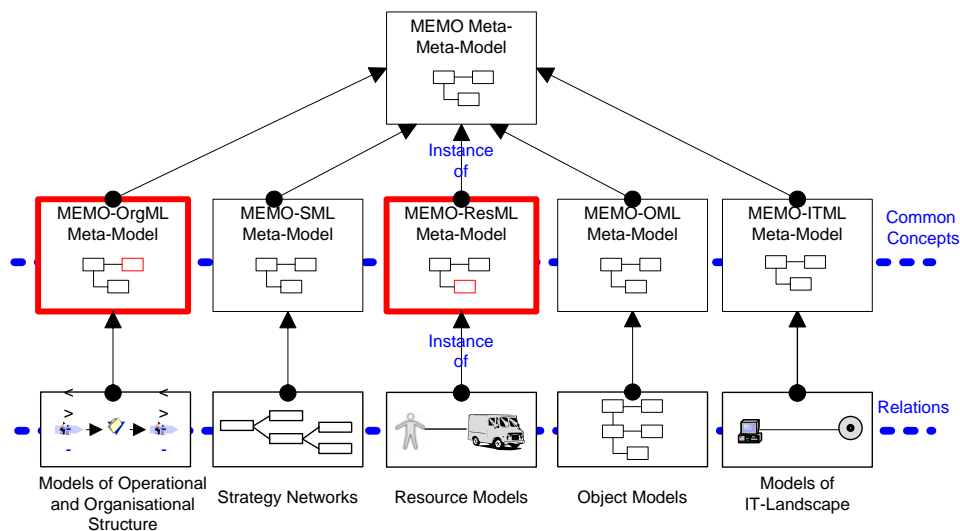 MEMO Meta-
Meta-Model
Instance
of
MEMO-OrgML
Meta-Model
MEMO-SML
Meta-Model
MEMO-ResML
Meta-Model
MEMO-OML
Meta-Model
MEMO-ITML
Meta-Model
Common
Concepts
Instance
of
<
>
-
<
>
-
Relations
Models of Operational
and Organisational
Structure
Strategy Networks
Resource Models
Object Models
Models of
IT-Landscape